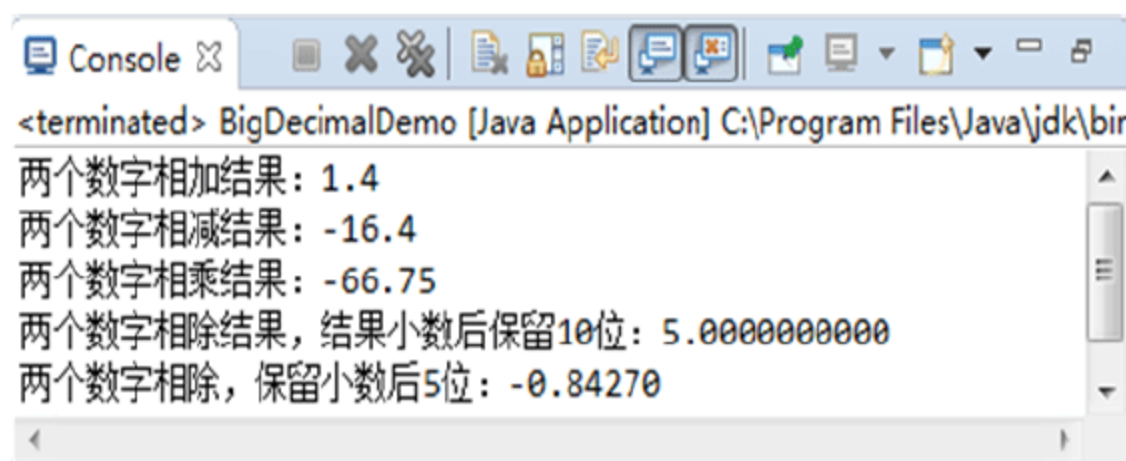 Console
<terminated> BigDecimalDemo [Java Application] C:\Program Files\Java\jdk\bin
两个数字相加结果：1.4
两个数字相减结果：-16.4
两个数字相乘结果：-66.75
两个数字相除结果，结果小数后保留10位：5.0000000000
两个数字相除，保留小数后5位：-0.84270